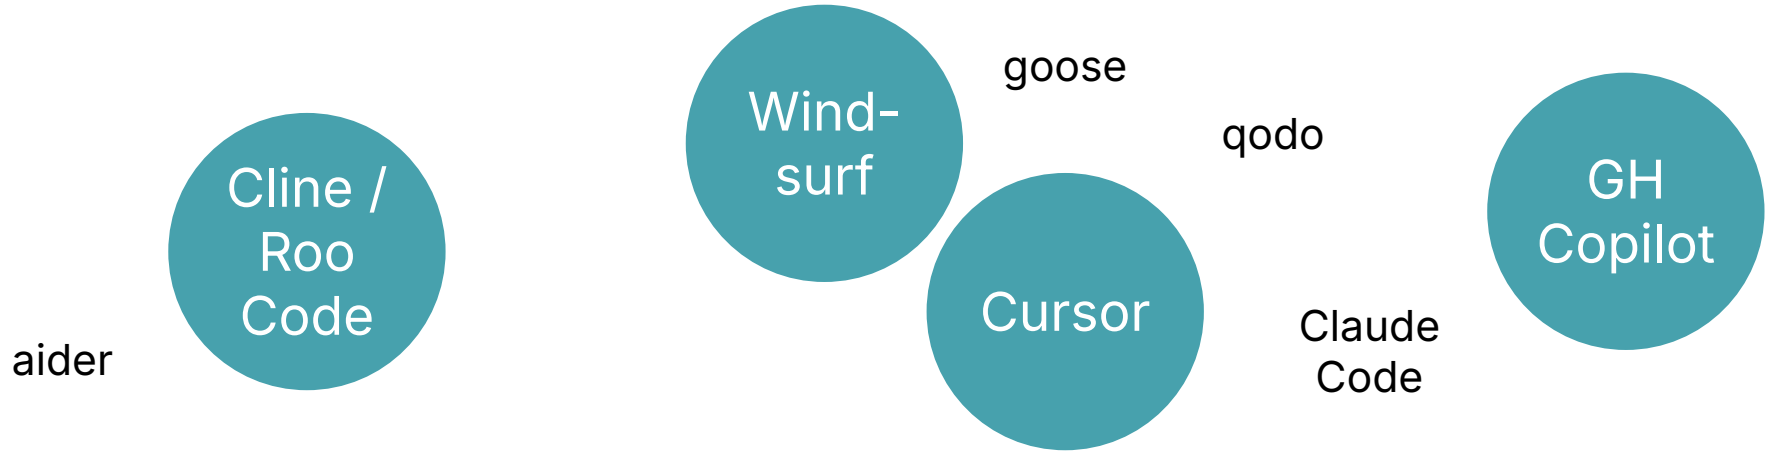 aider
Cline /
Roo
Code
Wind-
surf
goose
Cursor
qodo
Claude
Code
GH
Copilot